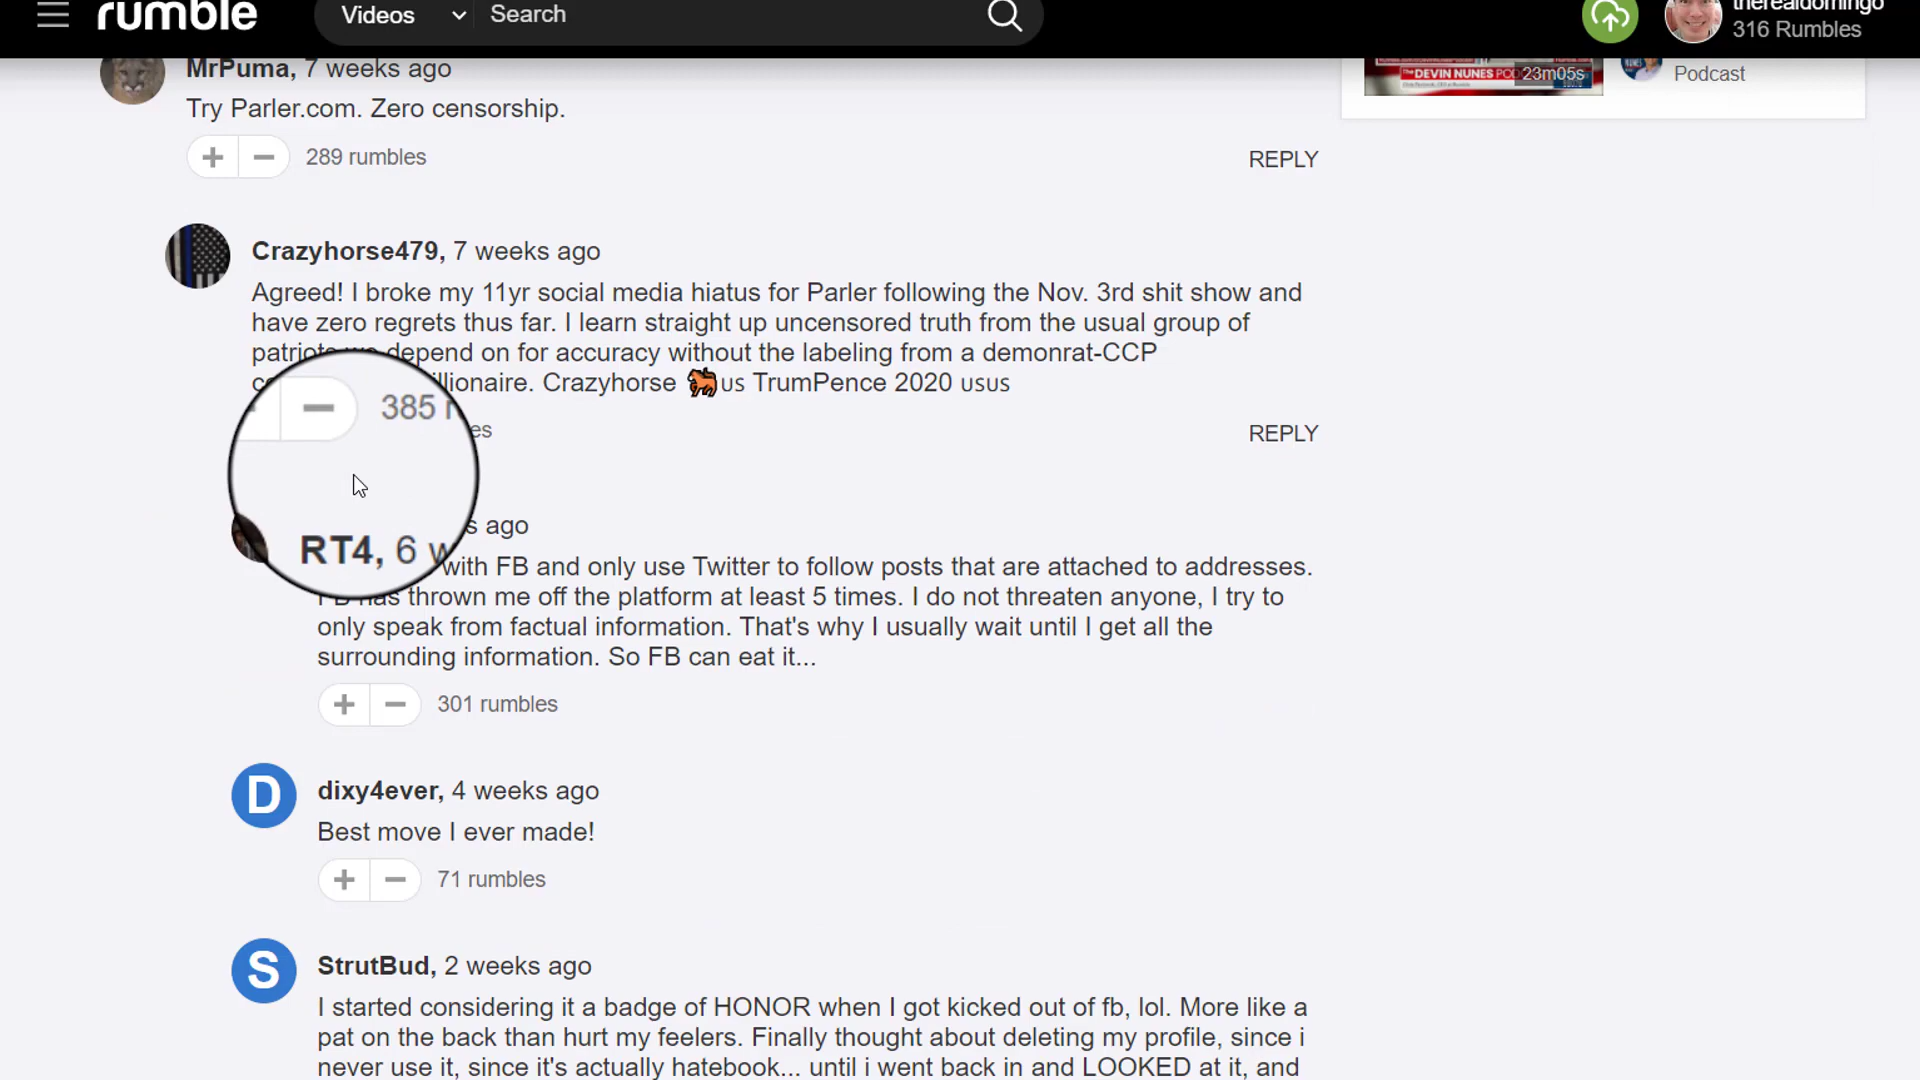 rumble
Videos
Search
therealdomingo
316 Rumbles
The DEVIN NUNES POD
23m05s
Podcast
MrPuma, 7 weeks ago
Try Parler.com. Zero censorship.
289 rumbles
REPLY
Crazyhorse479, 7 weeks ago
Agreed! I broke my 11yr social media hiatus for Parler following the Nov. 3rd shit show and
have zero regrets thus far. I learn straight up uncensored truth from the usual group of
patriots we depend on for accuracy without the labeling from a demonrat-CCP
illionaire. Crazyhorse 🐎US TrumPence 2020 USUS
385
es
REPLY
RT4, 6 w
s ago
with FB and only use Twitter to follow posts that are attached to addresses.
FB has thrown me off the platform at least 5 times. I do not threaten anyone, I try to
only speak from factual information. That's why I usually wait until I get all the
surrounding information. So FB can eat it...
301 rumbles
D
dixy4ever, 4 weeks ago
Best move I ever made!
71 rumbles
S
StrutBud, 2 weeks ago
I started considering it a badge of HONOR when I got kicked out of fb, lol. More like a
pat on the back than hurt my feelers. Finally thought about deleting my profile, since i
never use it, since it's actually hatebook... until i went back in and LOOKED at it, and